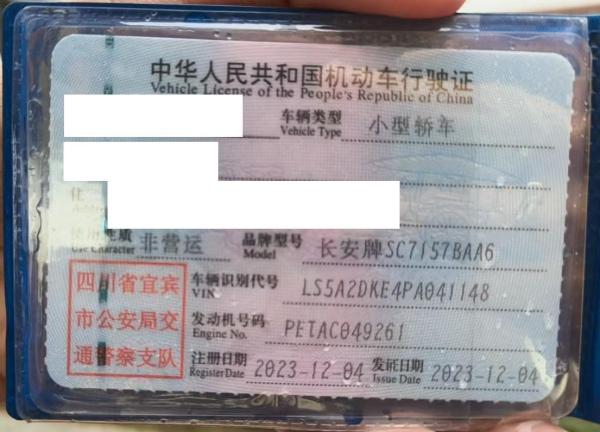 中华人民共和国机动车行驶证
Vehicle License of the People's Republic of China
车辆类型 小型轿车
Vehicle Type
住
使用性质 非营运 品牌型号 长安牌SC7157BAA6
Use Character Model
四川省宜宾
市公安局交
通警察支队
车辆识别代号 LS5A2DKE4PA041148
VIN
发动机号码 PETAC049261
Engine No.
注册日期 2023-12-04 发证日期 2023-12-04
Register Date Issue Date